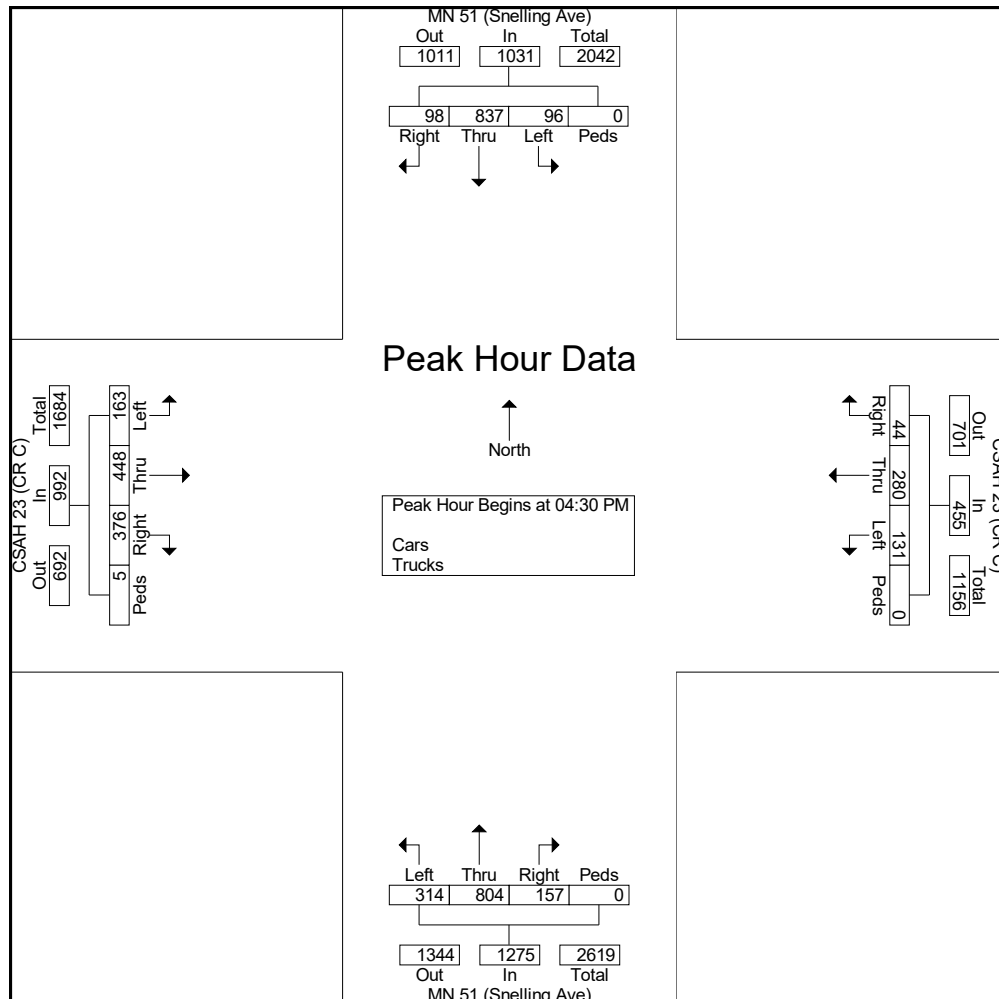 MN 51 (Snelling Ave)
Out In Total
1011 1031 2042
98 837 96 0
Right Thru Left Peds
Peak Hour Data
North
Peak Hour Begins at 04:30 PM
Cars
Trucks
CSAH 23 (CR C)
Out In Total
692 992 1684
Left Thru Right Peds
163 448 376 5
CSAH 23 (CR C)
Out In Total
701 455 1156
44 280 131 0
Right Thru Left Peds
Left Thru Right Peds
314 804 157 0
1344 1275 2619
Out In Total
MN 51 (Snelling Ave)